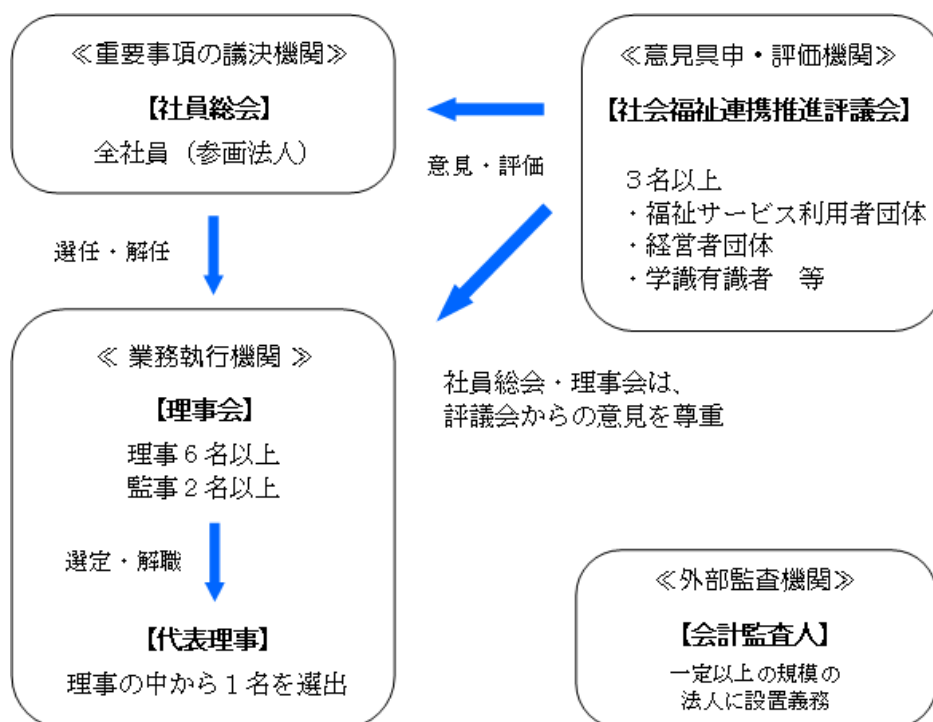 ≪重要事項の議決機関≫
【社員総会】
全社員（参画法人）
≪意見具申・評価機関≫
【社会福祉連携推進評議会】
３名以上
・福祉サービス利用者団体
・経営者団体
・学識有識者　等
意見・評価
選任・解任
≪ 業務執行機関 ≫
【理事会】
理事６名以上
監事２名以上
選定・解職
【代表理事】
理事の中から１名を選出
社員総会・理事会は、
評議会からの意見を尊重
≪外部監査機関≫
【会計監査人】
一定以上の規模の
法人に設置義務